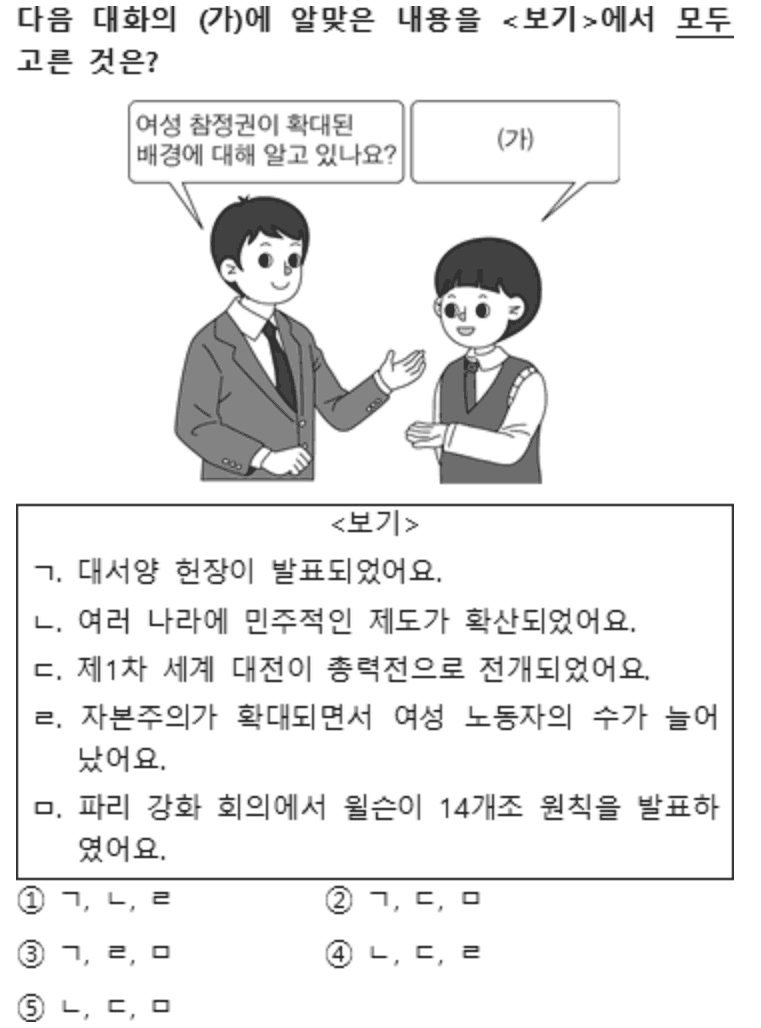 다음 대화의 (가)에 알맞은 내용을 <보기>에서 모두
고른 것은?
여성 참정권이 확대된
배경에 대해 알고 있나요?
(가)
<보기>
ㄱ. 대서양 헌장이 발표되었어요.
ㄴ. 여러 나라에 민주적인 제도가 확산되었어요.
ㄷ. 제1차 세계 대전이 총력전으로 전개되었어요.
ㄹ. 자본주의가 확대되면서 여성 노동자의 수가 늘어
났어요.
ㅁ. 파리 강화 회의에서 윌슨이 14개조 원칙을 발표하
였어요.
① ㄱ, ㄴ, ㄹ ② ㄱ, ㄷ, ㅁ
③ ㄱ, ㄹ, ㅁ ④ ㄴ, ㄷ, ㄹ
⑤ ㄴ, ㄷ, ㅁ